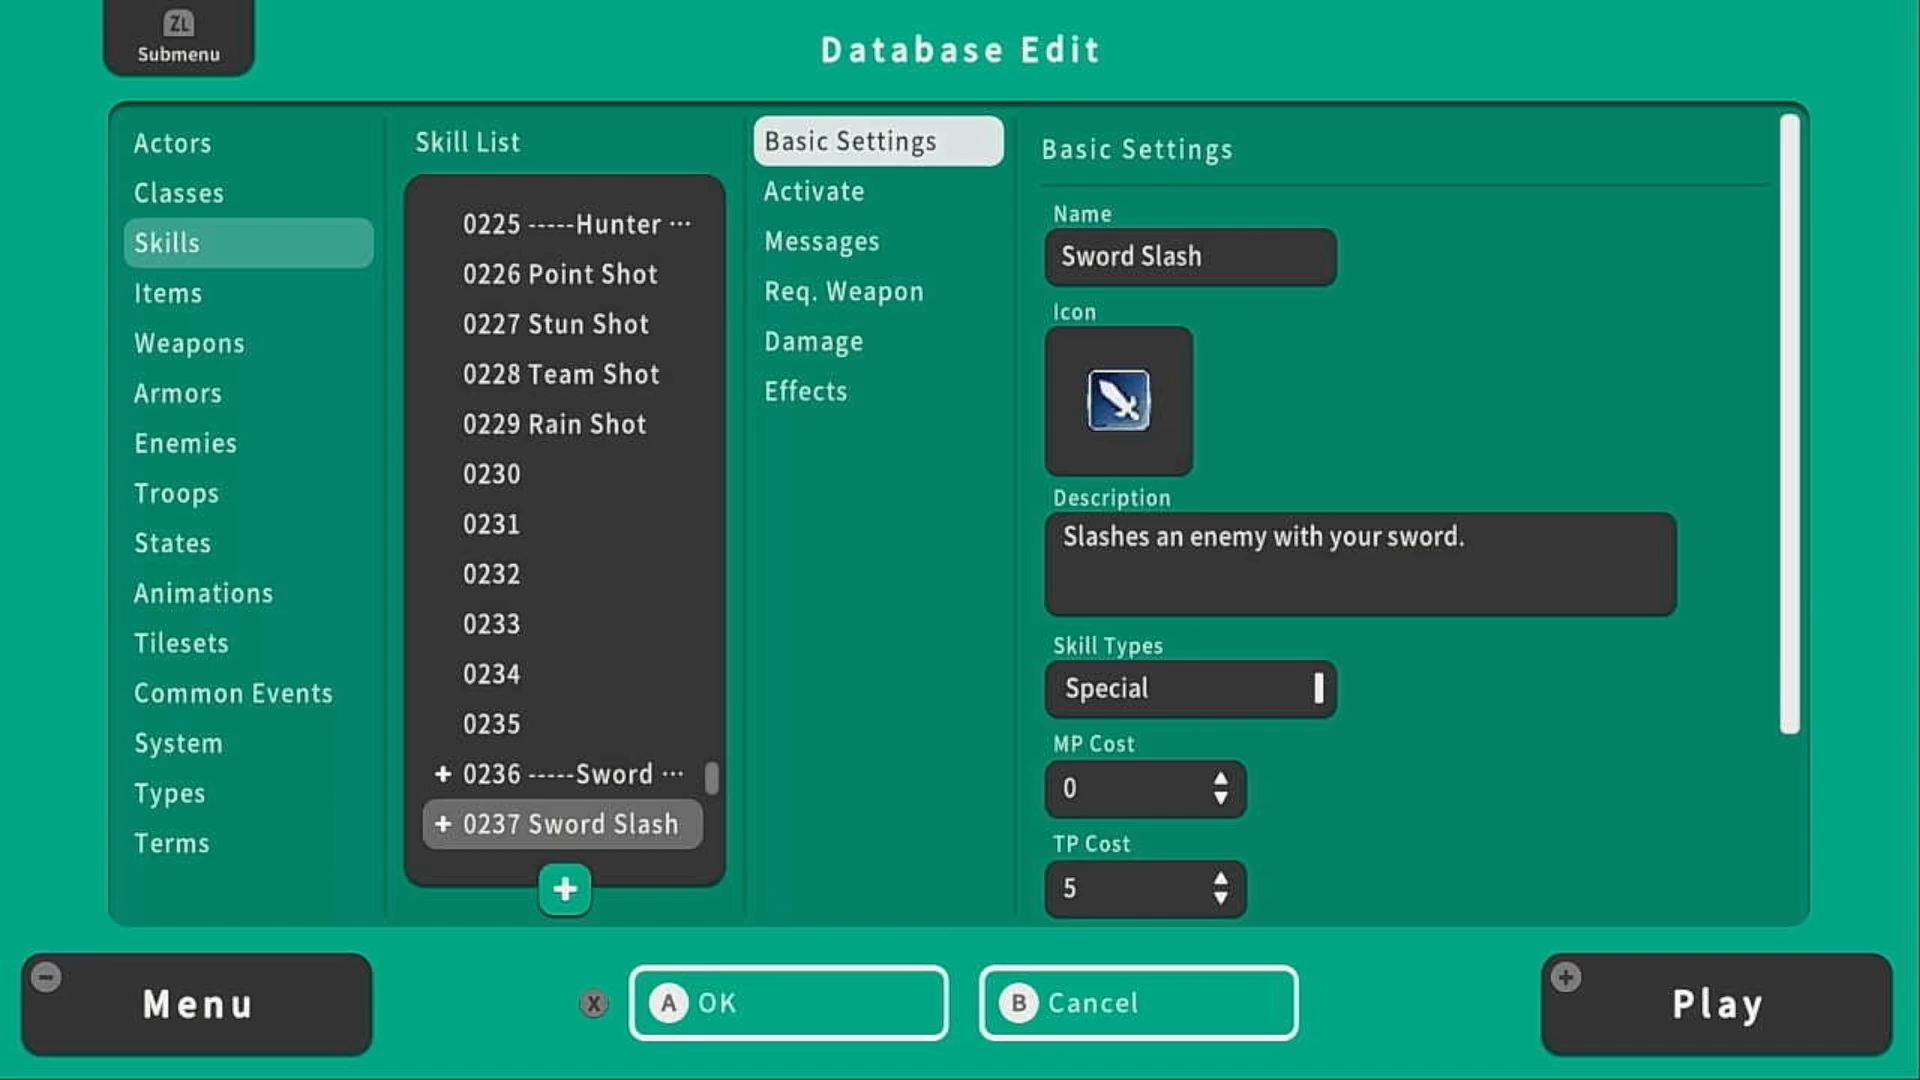 ZL
Submenu
Database Edit
Actors
Classes
Skills
Items
Weapons
Armors
Enemies
Troops
States
Animations
Tilesets
Common Events
System
Types
Terms
Skill List
0225 -----Hunter ···
0226 Point Shot
0227 Stun Shot
0228 Team Shot
0229 Rain Shot
0230
0231
0232
0233
0234
0235
+ 0236 -----Sword ···
+ 0237 Sword Slash
+
Basic Settings
Activate
Messages
Req. Weapon
Damage
Effects
Basic Settings
Name
Sword Slash
Icon
Description
Slashes an enemy with your sword.
Skill Types
Special
MP Cost
0
TP Cost
5
Menu
X
A OK
B Cancel
+
Play